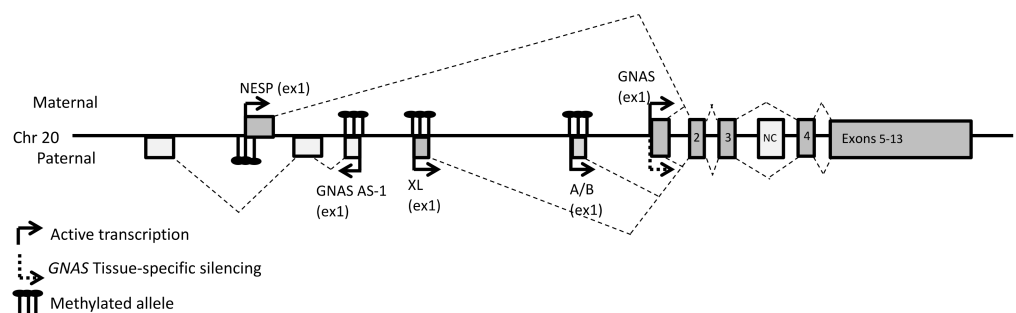 NESP (ex1)
GNAS
(ex1)
Maternal
Chr 20
Paternal
2
3
NC
4
Exons 5-13
GNAS AS-1
(ex1)
XL
(ex1)
A/B
(ex1)
Active transcription
GNAS Tissue-specific silencing
Methylated allele